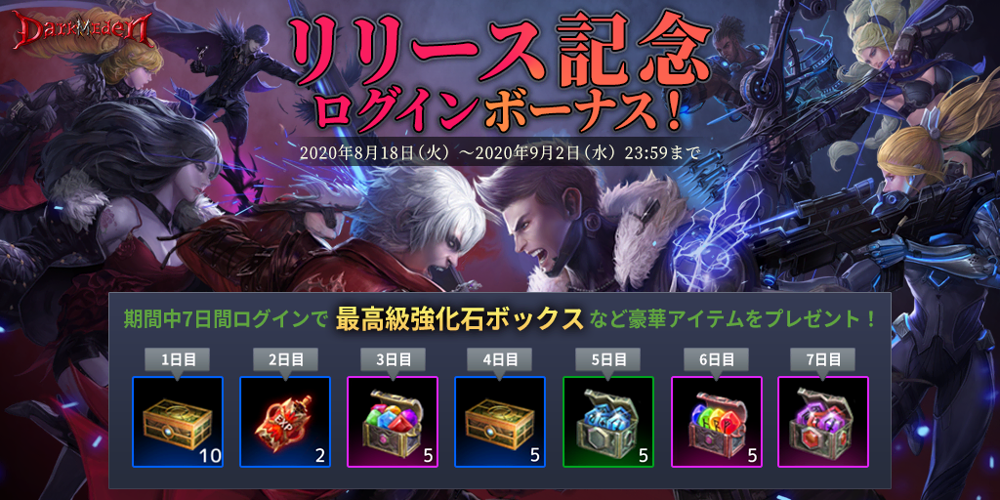 DarkEden
リリース記念
ログインボーナス！
2020年8月18日（火）～2020年9月2日（水） 23:59まで
期間中7日間ログインで 最高級強化石ボックス など豪華アイテムをプレゼント！
1日目 2日目 3日目 4日目 5日目 6日目 7日目
EXP
10 2 5 5 5 5